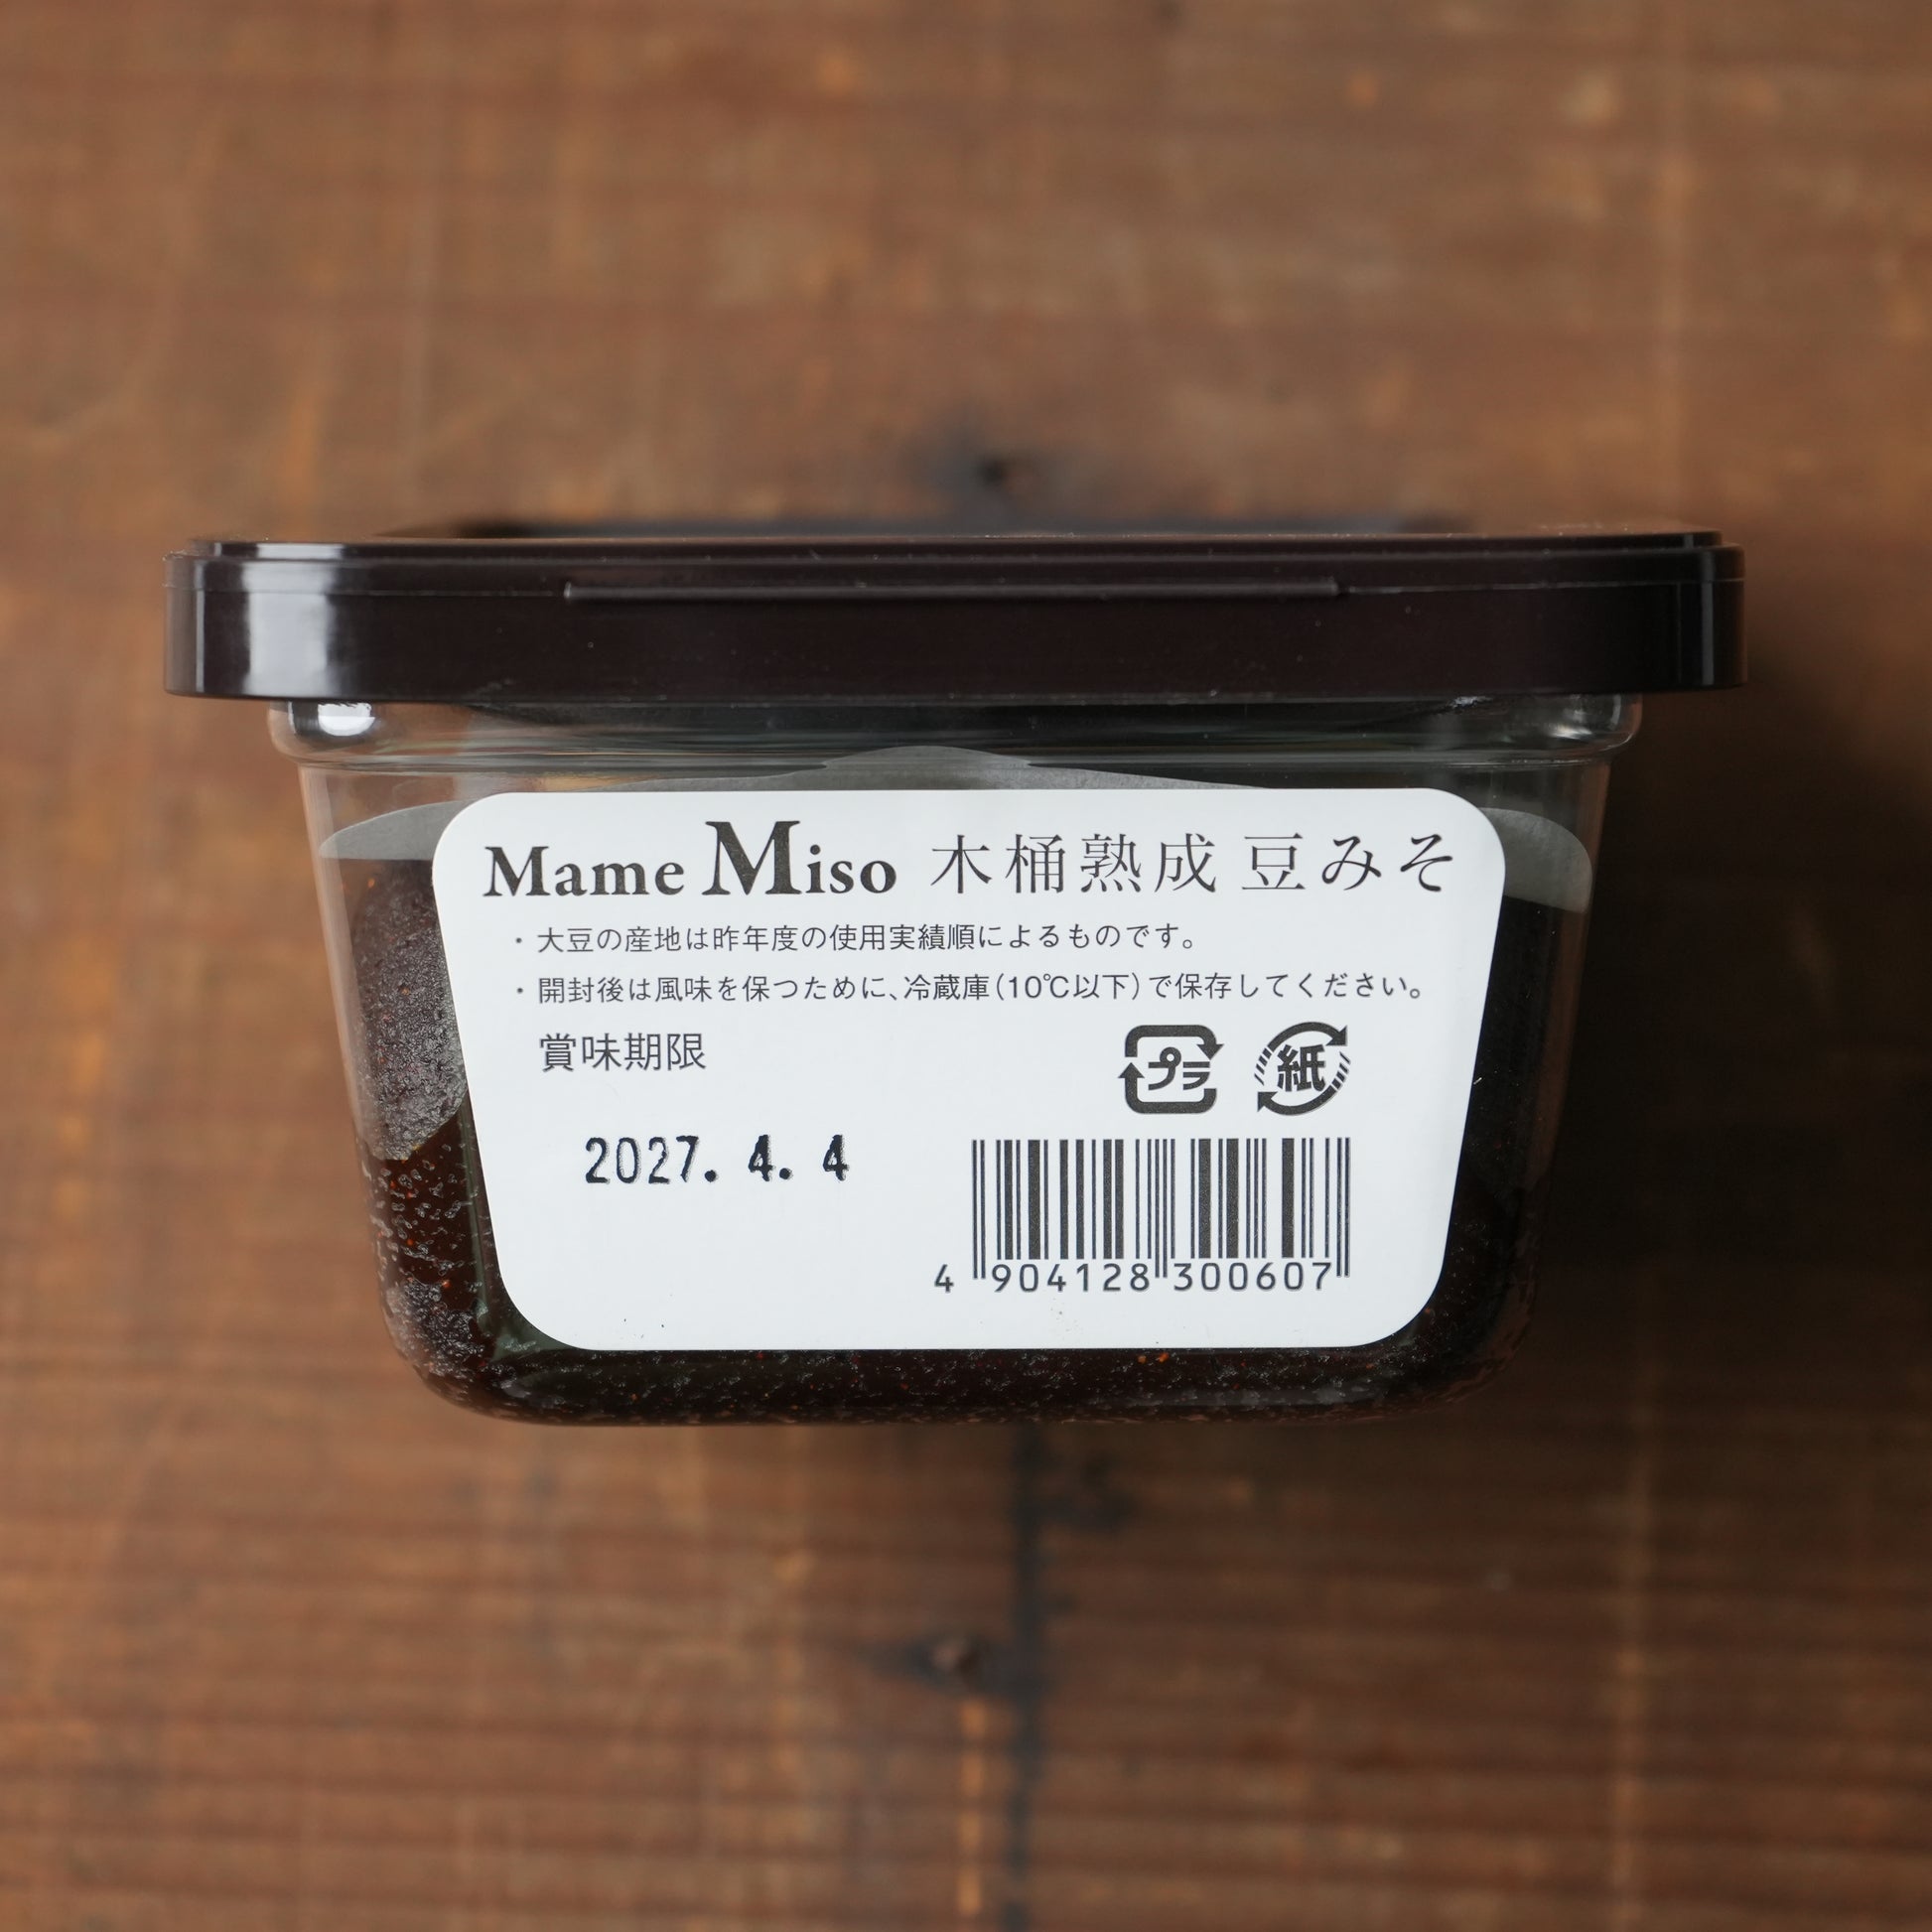 Mame Miso 木桶熟成 豆みそ
・大豆の産地は昨年度の使用実績順によるものです。
・開封後は風味を保つために、冷蔵庫（10℃以下）で保存してください。
賞味期限
プラ 紙
2027. 4. 4
4 904128 300607